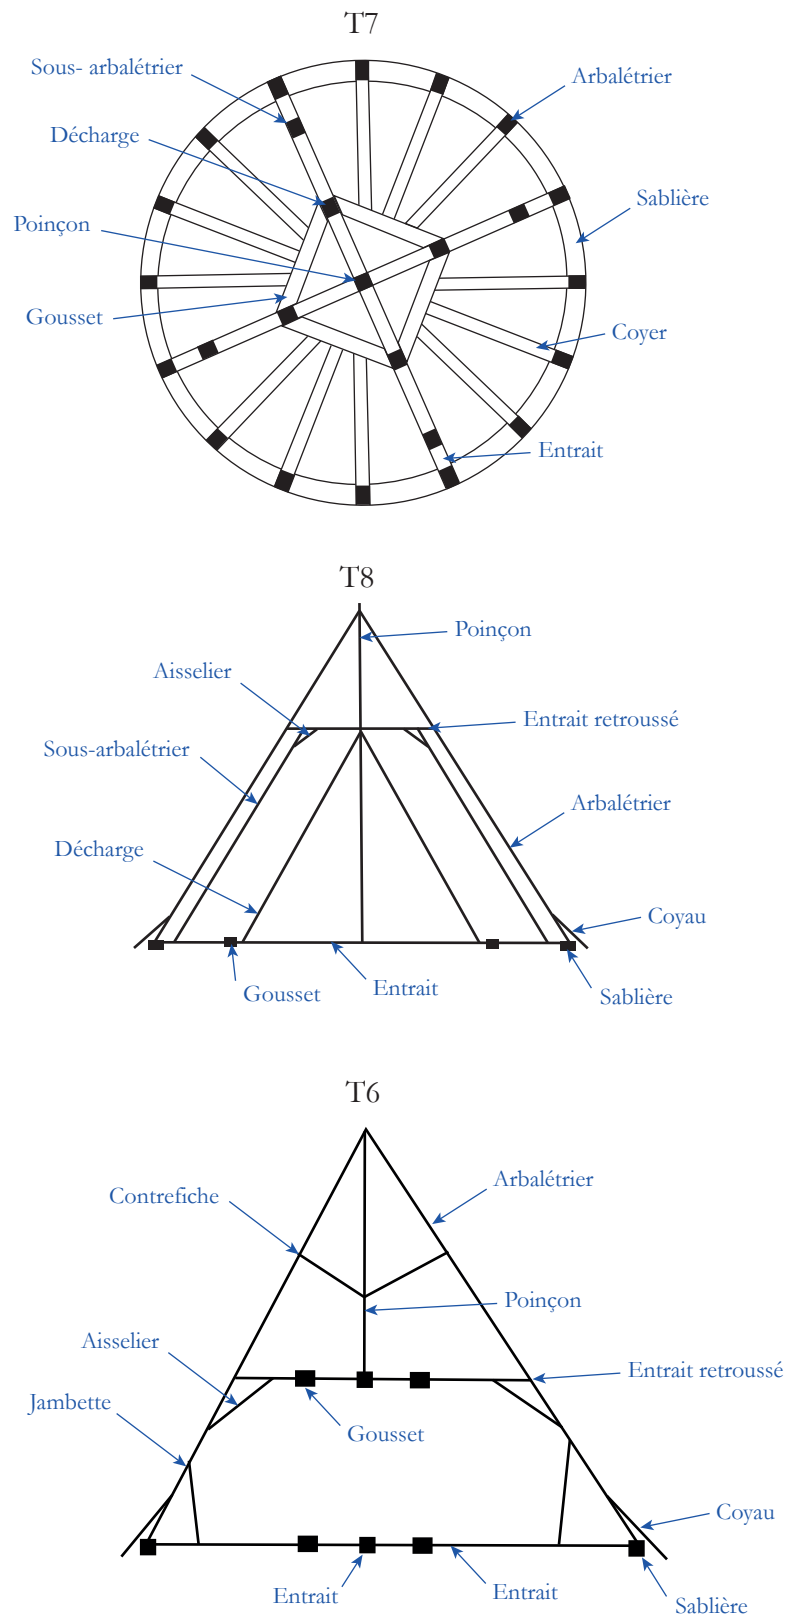 T7
Sous- arbalétrier
Arbalétrier
Décharge
Sablière
Poinçon
Gousset
Coyer
Entrait
T8
Poinçon
Aisselier
Entrait retroussé
Sous-arbalétrier
Arbalétrier
Décharge
Coyau
Entrait
Gousset
Sablière
T6
Arbalétrier
Contrefiche
Poinçon
Aisselier
Entrait retroussé
Jambette
Gousset
Coyau
Entrait
Entrait
Sablière